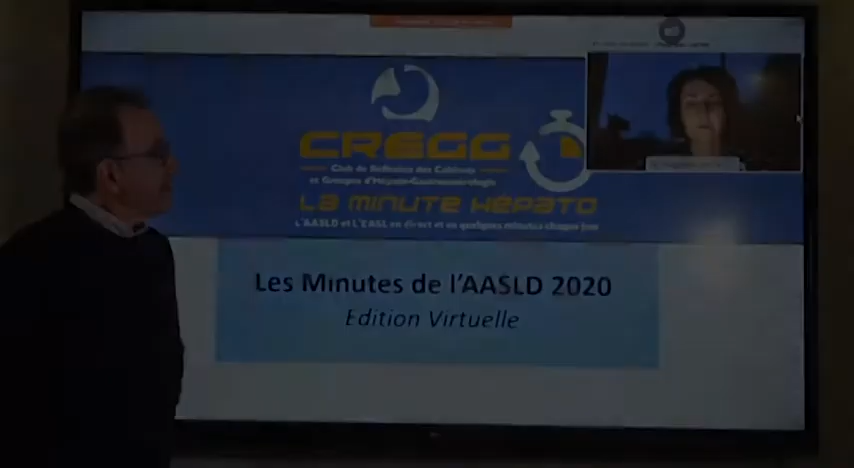 CREGG
Club de Réflexion des Cabinets
et Groupes d'Hépato-Gastroentérologie
LA MINUTE HÉPATO
L'AASLD et L'EASL en direct et en quelques minutes chaque jour
Les Minutes de l'AASLD 2020
Edition Virtuelle